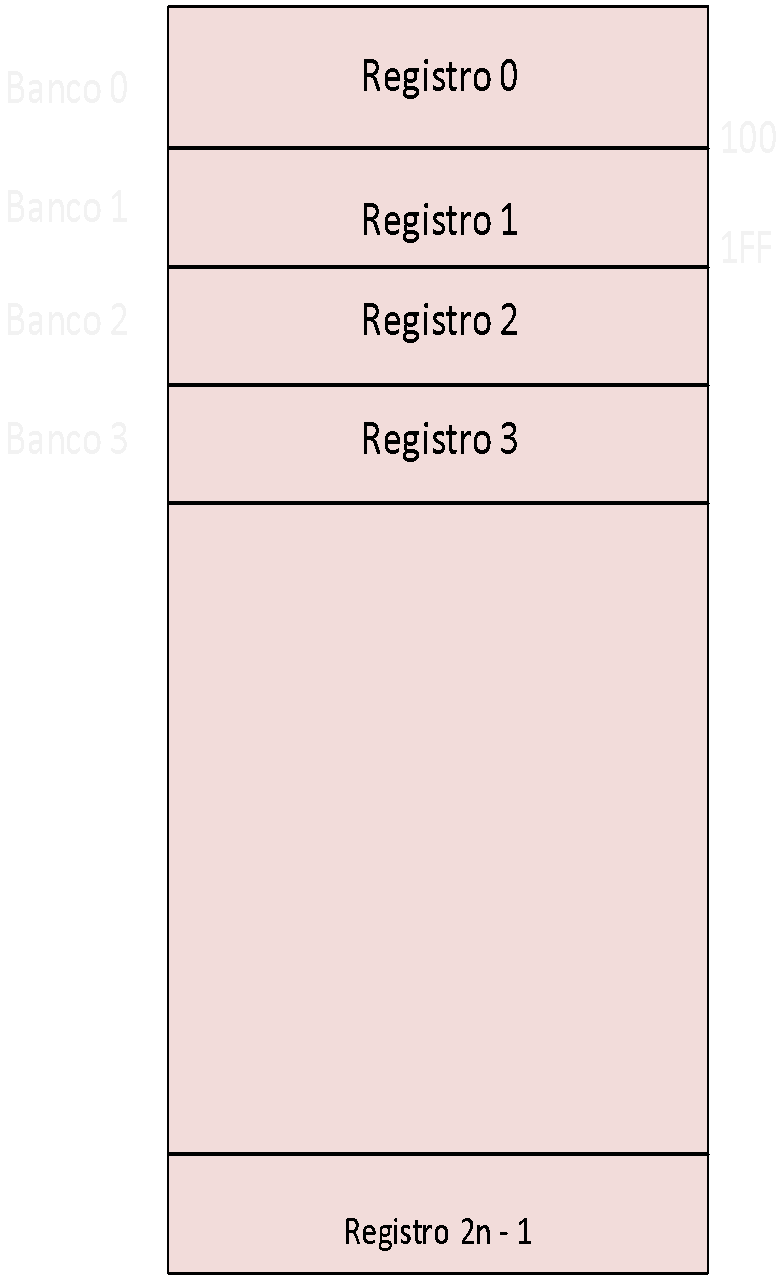 Banco 0
Registro 0
100
Banco 1
Registro 1
1FF
Banco 2
Registro 2
Banco 3
Registro 3
Registro 2n - 1